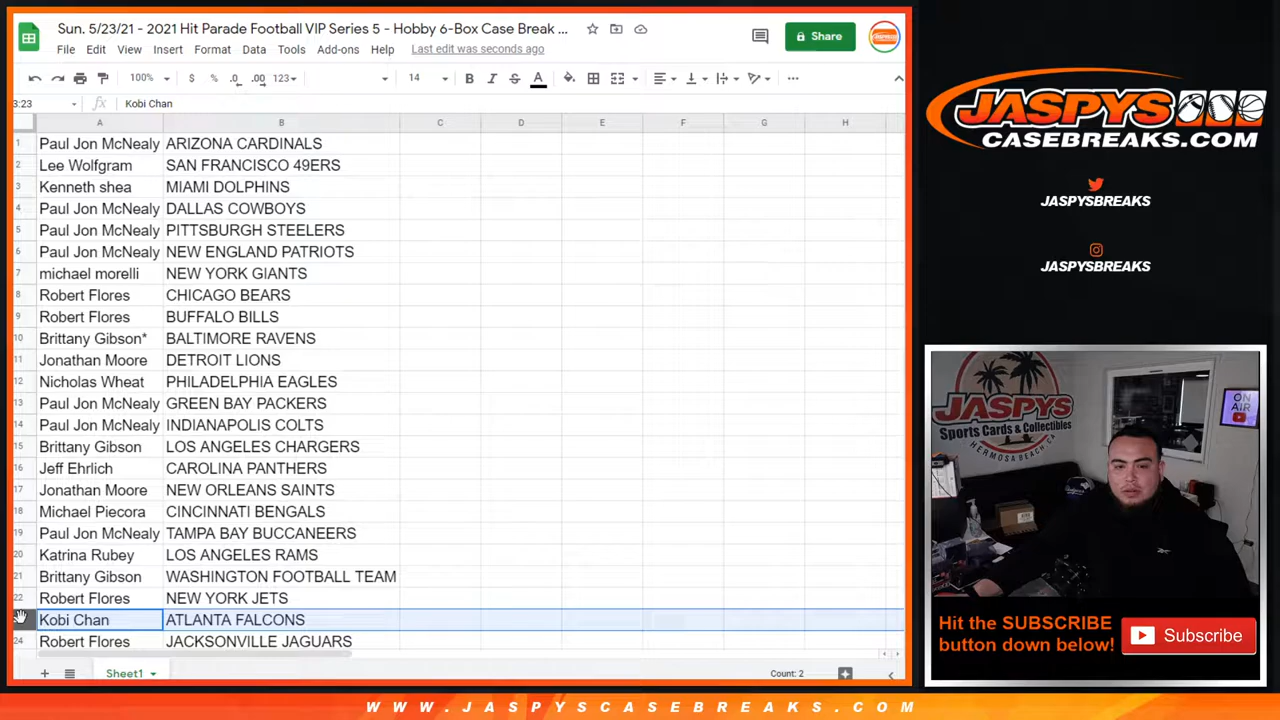 Sun. 5/23/21 - 2021 Hit Parade Football VIP Series 5 - Hobby 6-Box Case Break ...
File Edit View Insert Format Data Tools Add-ons Help Last edit was seconds ago
Share
100% $ % .0 .00 123 14 B I S A
3:23 fx Kobi Chan
A B C D E F G H
1 Paul Jon McNealy ARIZONA CARDINALS
2 Lee Wolfgram SAN FRANCISCO 49ERS
3 Kenneth shea MIAMI DOLPHINS
4 Paul Jon McNealy DALLAS COWBOYS
5 Paul Jon McNealy PITTSBURGH STEELERS
6 Paul Jon McNealy NEW ENGLAND PATRIOTS
7 michael morelli NEW YORK GIANTS
8 Robert Flores CHICAGO BEARS
9 Robert Flores BUFFALO BILLS
10 Brittany Gibson* BALTIMORE RAVENS
11 Jonathan Moore DETROIT LIONS
12 Nicholas Wheat PHILADELPHIA EAGLES
13 Paul Jon McNealy GREEN BAY PACKERS
14 Paul Jon McNealy INDIANAPOLIS COLTS
15 Brittany Gibson LOS ANGELES CHARGERS
16 Jeff Ehrlich CAROLINA PANTHERS
17 Jonathan Moore NEW ORLEANS SAINTS
18 Michael Piecora CINCINNATI BENGALS
19 Paul Jon McNealy TAMPA BAY BUCCANEERS
20 Katrina Rubey LOS ANGELES RAMS
21 Brittany Gibson WASHINGTON FOOTBALL TEAM
22 Robert Flores NEW YORK JETS
Kobi Chan ATLANTA FALCONS
24 Robert Flores JACKSONVILLE JAGUARS
Sheet1 Count: 2
JASPYS
CASEBREAKS.COM
JASPYSBREAKS
JASPYSBREAKS
JASPYS
Sports Cards & Collectibles
HERMOSA BEACH, CA
ON
AIR
Hit the SUBSCRIBE
button down below!
Subscribe
WWW.JASPYSCASEBREAKS.COM